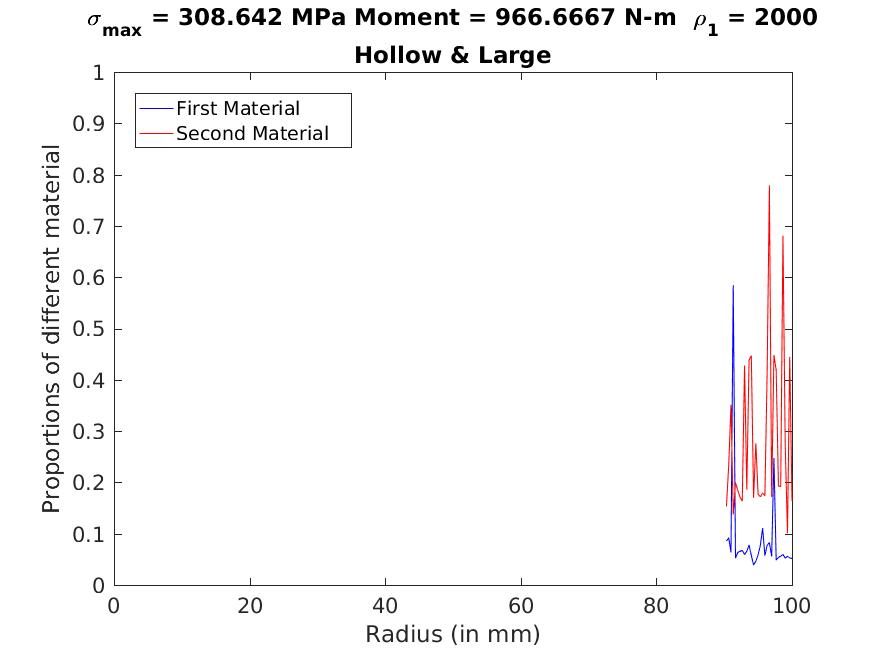 σmax = 308.642 MPa Moment = 966.6667 N-m ρ1 = 2000
Hollow & Large
First Material
Second Material
Proportions of different material
1
0.9
0.8
0.7
0.6
0.5
0.4
0.3
0.2
0.1
0
0 20 40 60 80 100
Radius (in mm)